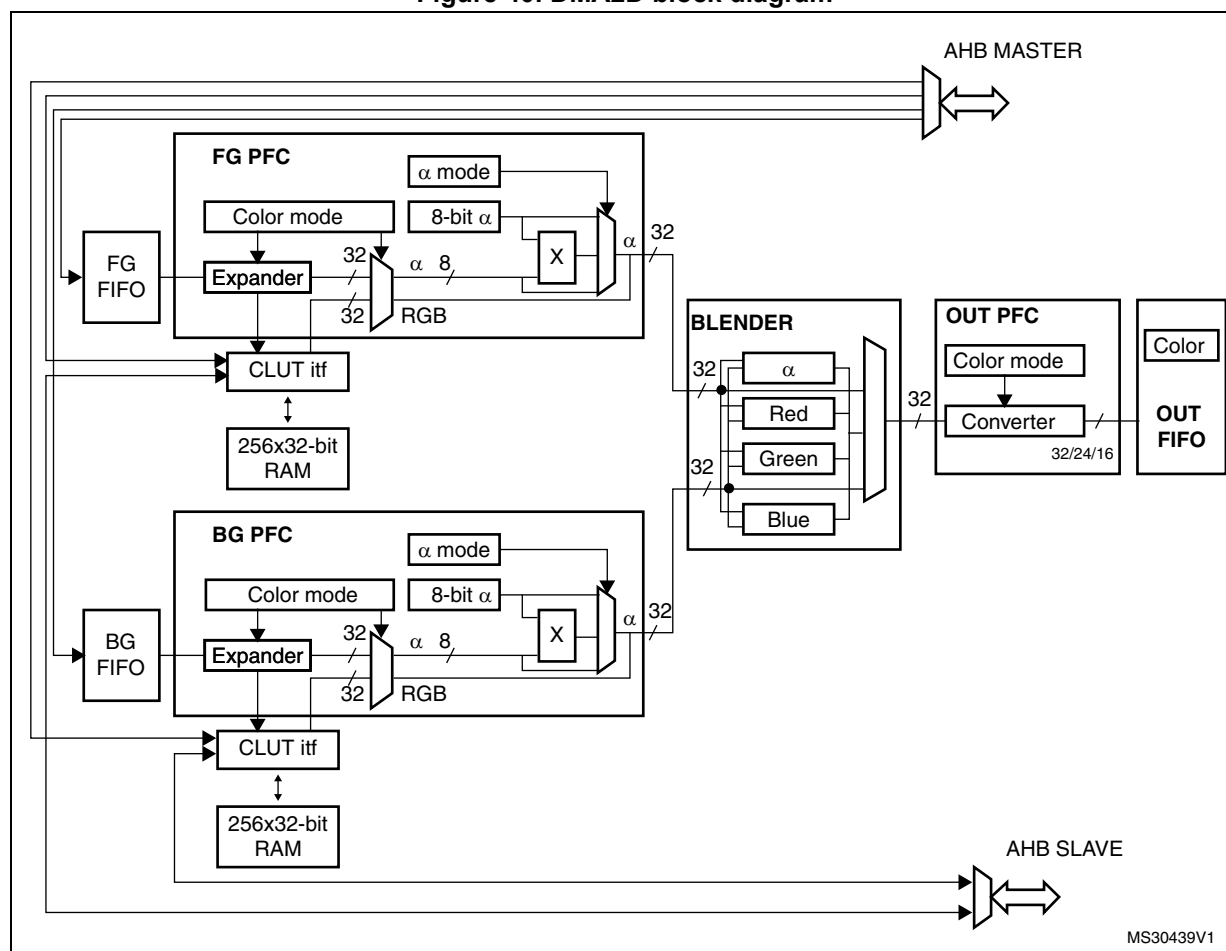 AHB MASTER
FG PFC
α mode
Color mode
8-bit α
FG
FIFO
Expander
32
α 8
X
α
32
32
RGB
CLUT itf
256x32-bit
RAM
BLENDER
32
α
Red
Green
Blue
32
32
OUT PFC
Color mode
Converter
32/24/16
Color
OUT
FIFO
BG PFC
α mode
Color mode
8-bit α
BG
FIFO
Expander
32
α 8
X
α
32
32
RGB
CLUT itf
256x32-bit
RAM
AHB SLAVE
MS30439V1